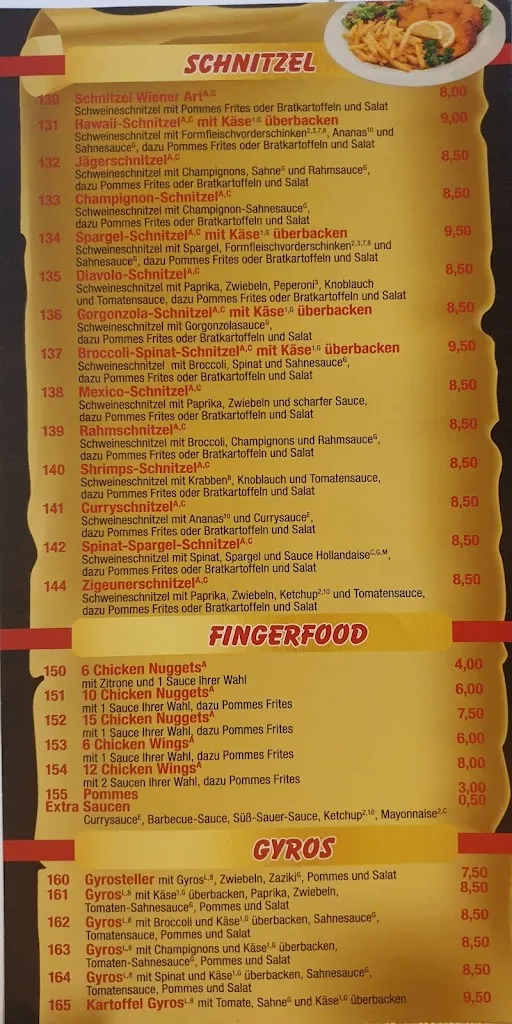 SCHNITZEL
130 Schnitzel Wiener Art A,C 8,00
Schweineschnitzel mit Pommes Frites oder Bratkartoffeln und Salat
131 Hawaii-Schnitzel A,C mit Käse 1,G überbacken 9,00
Schweineschnitzel mit Formfleischvorderschinken 2,3,7,8, Ananas 10 und
Sahnesauce G, dazu Pommes Frites oder Bratkartoffeln und Salat
132 Jägerschnitzel A,C 8,50
Schweineschnitzel mit Champignons, Sahne G und Rahmsauce G,
dazu Pommes Frites oder Bratkartoffeln und Salat
133 Champignon-Schnitzel A,C 8,50
Schweineschnitzel mit Champignon-Sahnesauce G,
dazu Pommes Frites oder Bratkartoffeln und Salat
134 Spargel-Schnitzel A,C mit Käse 1,G überbacken 9,50
Schweineschnitzel mit Spargel, Formfleischvorderschinken 2,3,7,8 und
Sahnesauce G, dazu Pommes Frites oder Bratkartoffeln und Salat
135 Diavolo-Schnitzel A,C 8,50
Schweineschnitzel mit Paprika, Zwiebeln, Peperoni 3, Knoblauch
und Tomatensauce, dazu Pommes Frites oder Bratkartoffeln und Salat
136 Gorgonzola-Schnitzel A,C mit Käse 1,G überbacken 8,50
Schweineschnitzel mit Gorgonzolasauce G,
dazu Pommes Frites oder Bratkartoffeln und Salat
137 Broccoli-Spinat-Schnitzel A,C mit Käse 1,G überbacken 9,50
Schweineschnitzel mit Broccoli, Spinat und Sahnesauce G,
dazu Pommes Frites oder Bratkartoffeln und Salat
138 Mexico-Schnitzel A,C 8,50
Schweineschnitzel mit Paprika, Zwiebeln und scharfer Sauce,
dazu Pommes Frites oder Bratkartoffeln und Salat
139 Rahmschnitzel A,C 8,50
Schweineschnitzel mit Broccoli, Champignons und Rahmsauce G,
dazu Pommes Frites oder Bratkartoffeln und Salat
140 Shrimps-Schnitzel A,C 8,50
Schweineschnitzel mit Krabben B, Knoblauch und Tomatensauce,
dazu Pommes Frites oder Bratkartoffeln und Salat
141 Curryschnitzel A,C 8,50
Schweineschnitzel mit Ananas 10 und Currysauce E,
dazu Pommes Frites oder Bratkartoffeln und Salat
142 Spinat-Spargel-Schnitzel A,C 8,50
Schweineschnitzel mit Spinat, Spargel und Sauce Hollandaise C,G,M,
dazu Pommes Frites oder Bratkartoffeln und Salat
144 Zigeunerschnitzel A,C 8,50
Schweineschnitzel mit Paprika, Zwiebeln, Ketchup 2,10 und Tomatensauce,
dazu Pommes Frites oder Bratkartoffeln und Salat
FINGERFOOD
150 6 Chicken Nuggets A 4,00
mit Zitrone und 1 Sauce Ihrer Wahl
151 10 Chicken Nuggets A 6,00
mit 1 Sauce Ihrer Wahl, dazu Pommes Frites
152 15 Chicken Nuggets A 7,50
mit 1 Sauce Ihrer Wahl, dazu Pommes Frites
153 6 Chicken Wings A 6,00
mit 1 Sauce Ihrer Wahl, dazu Pommes Frites
154 12 Chicken Wings A 8,00
mit 2 Saucen Ihrer Wahl, dazu Pommes Frites
155 Pommes 3,00
Extra Saucen 0,50
Currysauce E, Barbecue-Sauce, Süß-Sauer-Sauce, Ketchup 2,10, Mayonnaise 2,C
GYROS
160 Gyrosteller mit Gyros L,8, Zwiebeln, Zaziki G, Pommes und Salat 7,50
161 Gyros L,8 mit Käse 1,G überbacken, Paprika, Zwiebeln, 8,50
Tomaten-Sahnesauce G, Pommes und Salat
162 Gyros L,8 mit Broccoli und Käse 1,G überbacken, Sahnesauce G, 8,50
Tomatensauce, Pommes und Salat
163 Gyros L,8 mit Champignons und Käse 1,G überbacken, 8,50
Tomaten-Sahnesauce G, Pommes und Salat
164 Gyros L,8 mit Spinat und Käse 1,G überbacken, Sahnesauce G, 8,50
Tomatensauce, Pommes und Salat
165 Kartoffel Gyros L,8 mit Tomate, Sahne G und Käse 1,G überbacken 8,50